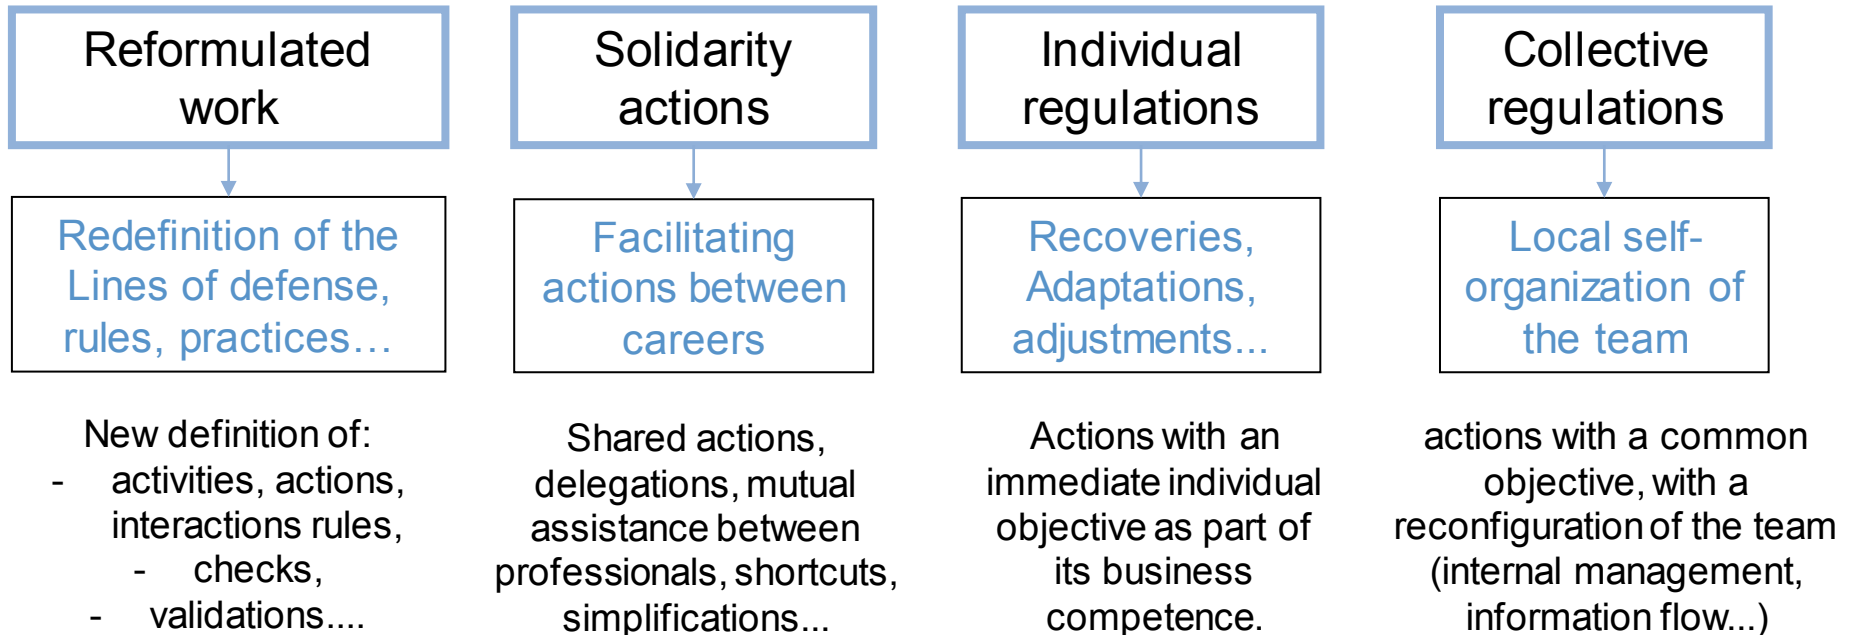 Reformulated
work
Solidarity
actions
Individual
regulations
Collective
regulations
Redefinition of the
Lines of defense,
rules, practices…
Facilitating
actions between
careers
Recoveries,
Adaptations,
adjustments...
Local self-
organization of
the team
New definition of:
- activities, actions,
interactions rules,
- checks,
- validations....
Shared actions,
delegations, mutual
assistance between
professionals, shortcuts,
simplifications...
Actions with an
immediate individual
objective as part of
its business
competence.
actions with a common
objective, with a
reconfiguration of the team
(internal management,
information flow...)